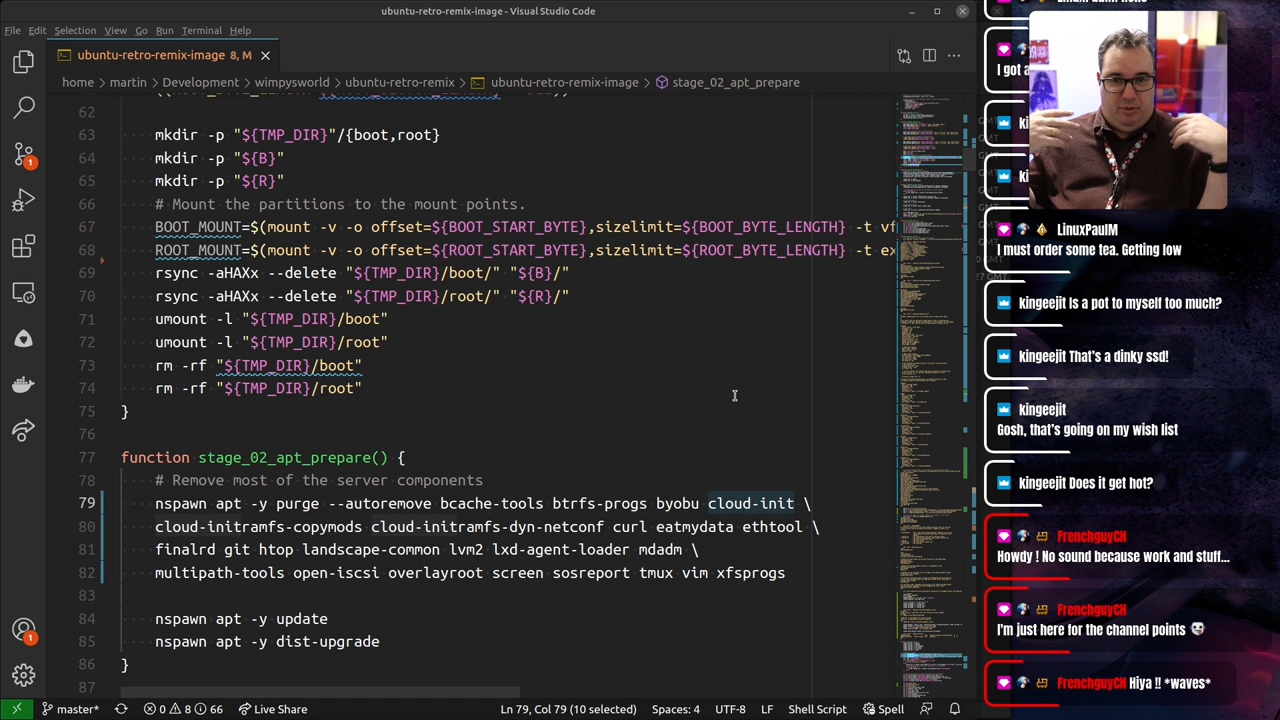 ubuntu-retro-remix-image - Visual Studio Code
File Edit Selection View Go Run Terminal Help
ubuntu-retro-remix-image 8, M
home > martin > Development > wimpysworld > ubuntu-retro-remix > ubuntu-retro-remix-image > stage_02_apt_prepare
62
63 mkdir -p "${TMP_DIR}"/{boot,root}
64 mkdir -p "${B}"
65 mkdir -p "${R}"
66 # Mount the partitions to the mount points.
67 BOOT_MOUNT=$(mount -v -o offset=${BOOT_START_BYTE},sizelimit=${BOOT_BYTE_LENGTH} -t vf
68 ROOT_MOUNT=$(mount -v -o offset=${ROOT_START_BYTE},sizelimit=${ROOT_BYTE_LENGTH} -t ex
69 rsync -aHAXx --delete "${TMP_DIR}/boot/" "${B}/"
70 rsync -aHAXx --delete "${TMP_DIR}/root/" "${R}/"
71 umount -l "${TMP_DIR}/boot"
72 umount -l "${TMP_DIR}/root"
73 rm -rf "${TMP_DIR}/boot"
74 rm -rf "${TMP_DIR}/root"
75 }
76
77 function stage_02_apt_prepare() {
78 # Remove most of the server components
79 nspawn apt -y purge --autoremove bcache-tools btrfs-progs byobu cloud-init \
80 cloud-initramfs-copymods cloud-initramfs-dyn-netconf curl eatmydata ethtool \
81 finalrd git htop landscape-common lvm2 lxd-agent-loader mdadm \
82 multipath-tools open-iscsi overlayroot screen sosreport tmux vim xfsprogs
83
84 nspawn apt -y update
85 nspawn apt -y dist-upgrade
86 }
87
master* 0 8 6 Live Share Ln 79, Col 79 (10 selected) Spaces: 4 UTF-8 LF Shell Script Spell
I got a
LinuxPaulM
I must order some tea. Getting low
kingeejit Is a pot to myself too much?
kingeejit That's a dinky ssd!
kingeejit
Gosh, that's going on my wish list
kingeejit Does it get hot?
FrenchguyCH
Howdy ! No sound because work and stuff...
FrenchguyCH
I'm just here for the channel points
FrenchguyCH Hiya !! *waves*